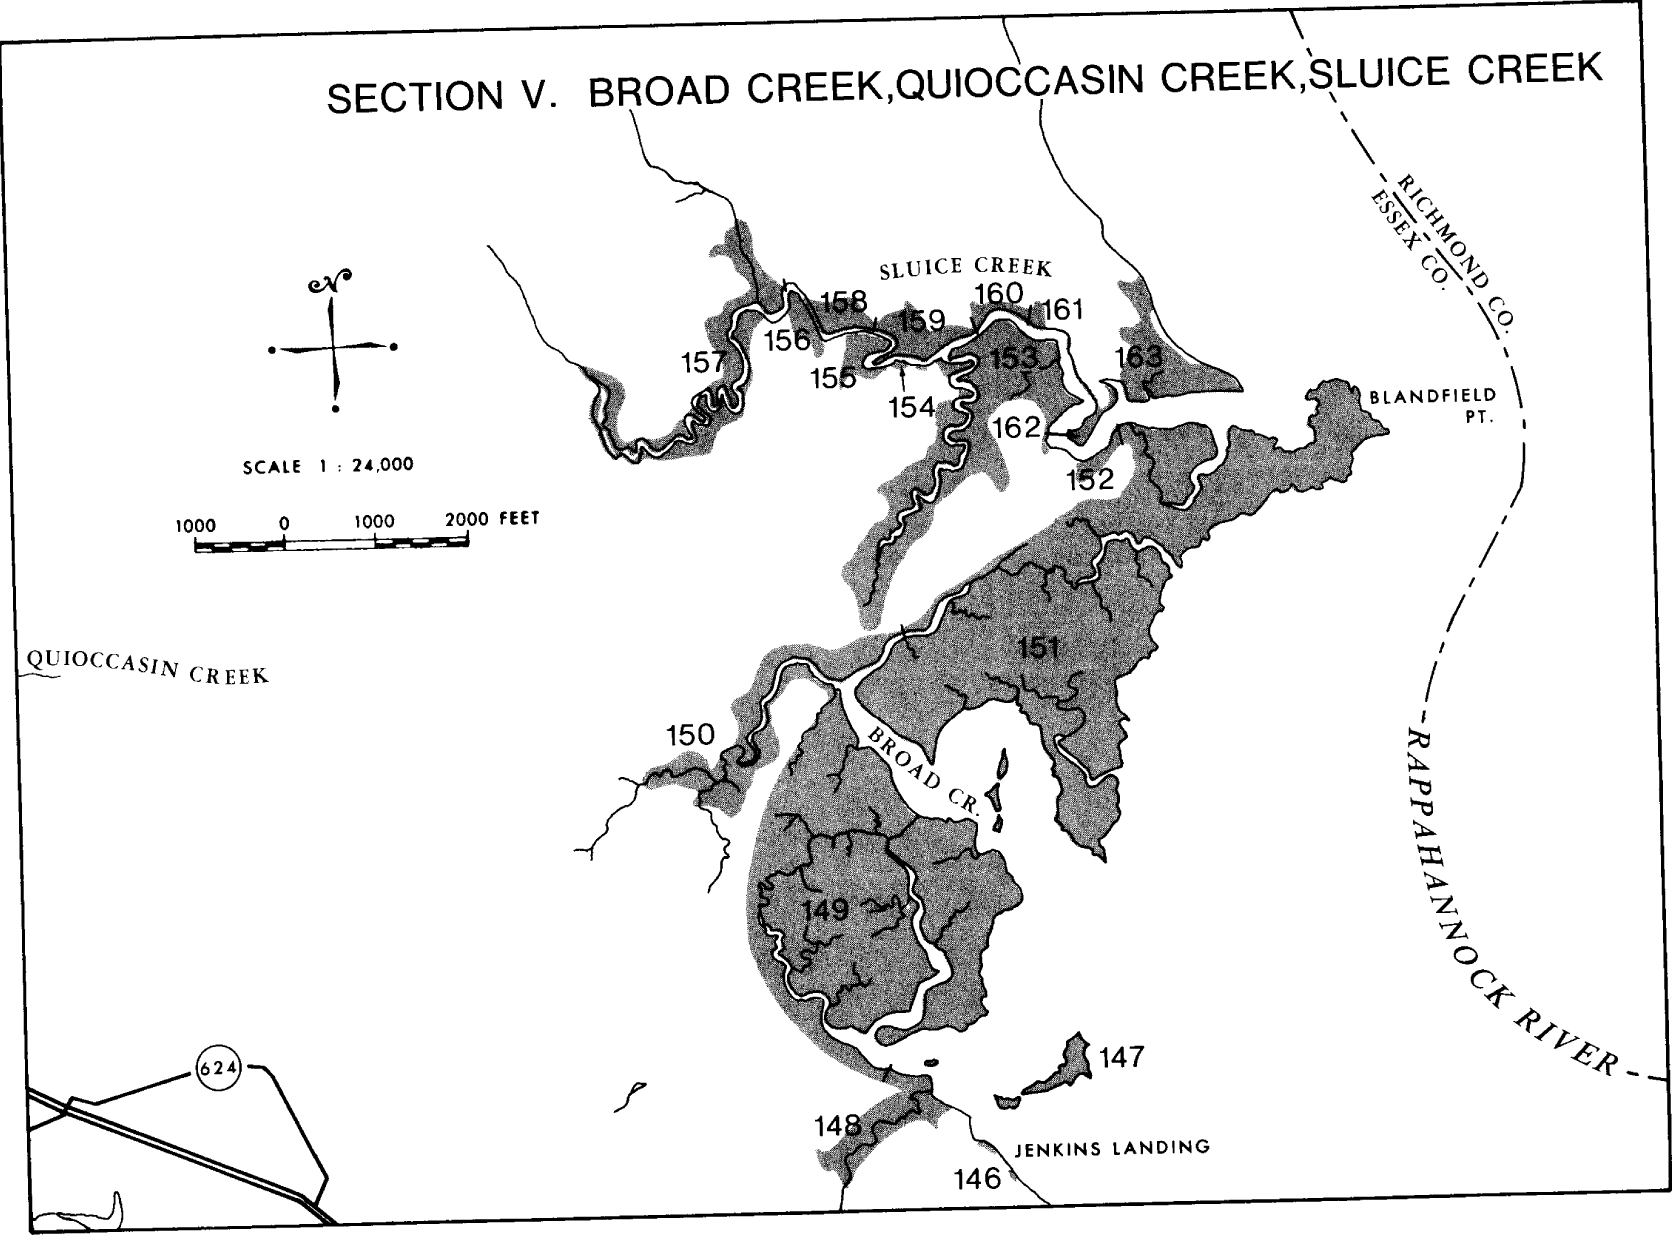 SECTION V. BROAD CREEK,QUIOCCASIN CREEK,SLUICE CREEK
RICHMOND CO.
ESSEX CO.
N
SLUICE CREEK
160
158
161
159
156
157
153
163
155
154
BLANDFIELD
PT.
162
152
SCALE 1 : 24,000
1000 0 1000 2000 FEET
151
QUIOCCASIN CREEK
150
BROAD CR.
RAPPAHANNOCK RIVER
149
147
624
148
JENKINS LANDING
146